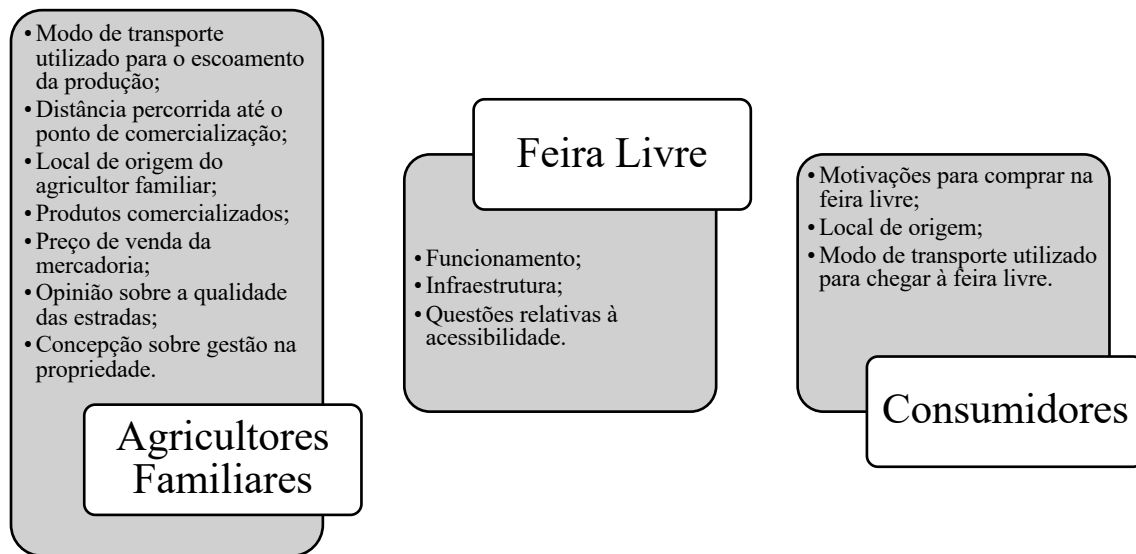 • Modo de transporte
utilizado para o escoamento
da produção;
• Distância percorrida até o
ponto de comercialização;
• Local de origem do
agricultor familiar;
• Produtos comercializados;
• Preço de venda da
mercadoria;
• Opinião sobre a qualidade
das estradas;
• Concepção sobre gestão na
propriedade.
Agricultores
Familiares
Feira Livre
• Funcionamento;
• Infraestrutura;
• Questões relativas à
acessibilidade.
• Motivações para comprar na
feira livre;
• Local de origem;
• Modo de transporte utilizado
para chegar à feira livre.
Consumidores